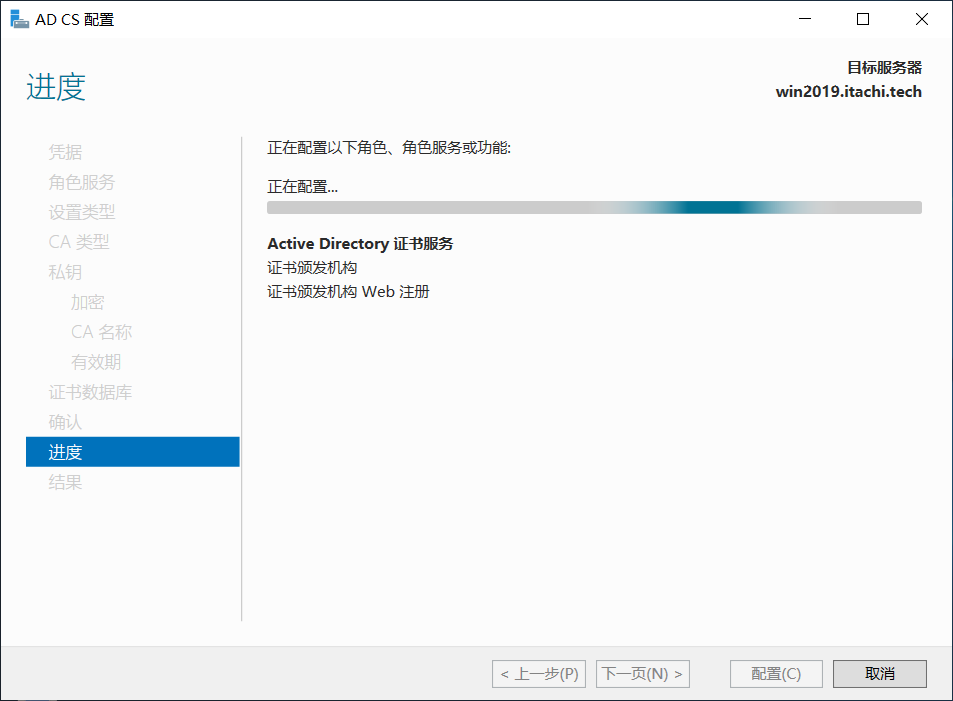 AD CS 配置
进度
目标服务器
win2019.itachi.tech
凭据
角色服务
设置类型
CA 类型
私钥
加密
CA 名称
有效期
证书数据库
确认
进度
结果
正在配置以下角色、角色服务或功能:
正在配置...
Active Directory 证书服务
证书颁发机构
证书颁发机构 Web 注册
< 上一步(P)
下一页(N) >
配置(C)
取消